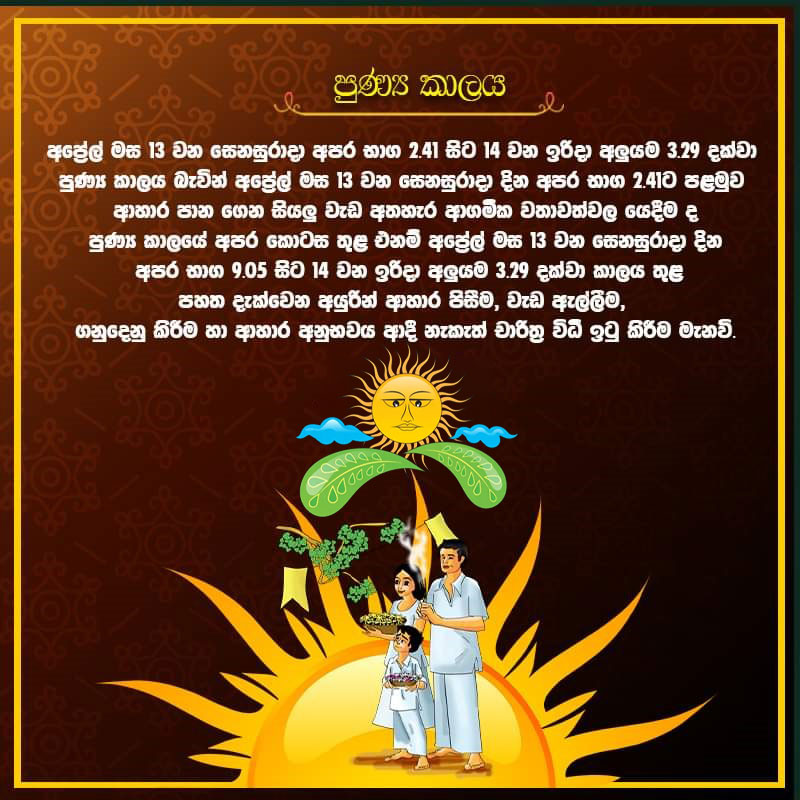 පුණ්‍ය කාලය
අප්‍රේල් මස 13 වන සෙනසුරාදා අපර භාග 2.41 සිට 14 වන ඉරිදා අලුයම 3.29 දක්වා
පුණ්‍ය කාලය බැවින් අප්‍රේල් මස 13 වන සෙනසුරාදා දින අපර භාග 2.41ට පළමුව
ආහාර පාන ගෙන සියලු වැඩ අතහැර ආගමික වතාවත්වල යෙදීම ද
පුණ්‍ය කාලයේ අපර කොටස තුළ එනම් අප්‍රේල් මස 13 වන සෙනසුරාදා දින
අපර භාග 9.05 සිට 14 වන ඉරිදා අලුයම 3.29 දක්වා කාලය තුළ
පහත දැක්වෙන අයුරින් ආහාර පිසීම, වැඩ ඇල්ලීම,
ගනුදෙනු කිරීම හා ආහාර අනුභවය ආදී නැකැත් චාරිත්‍ර විධි ඉටු කිරීම මැනවි.